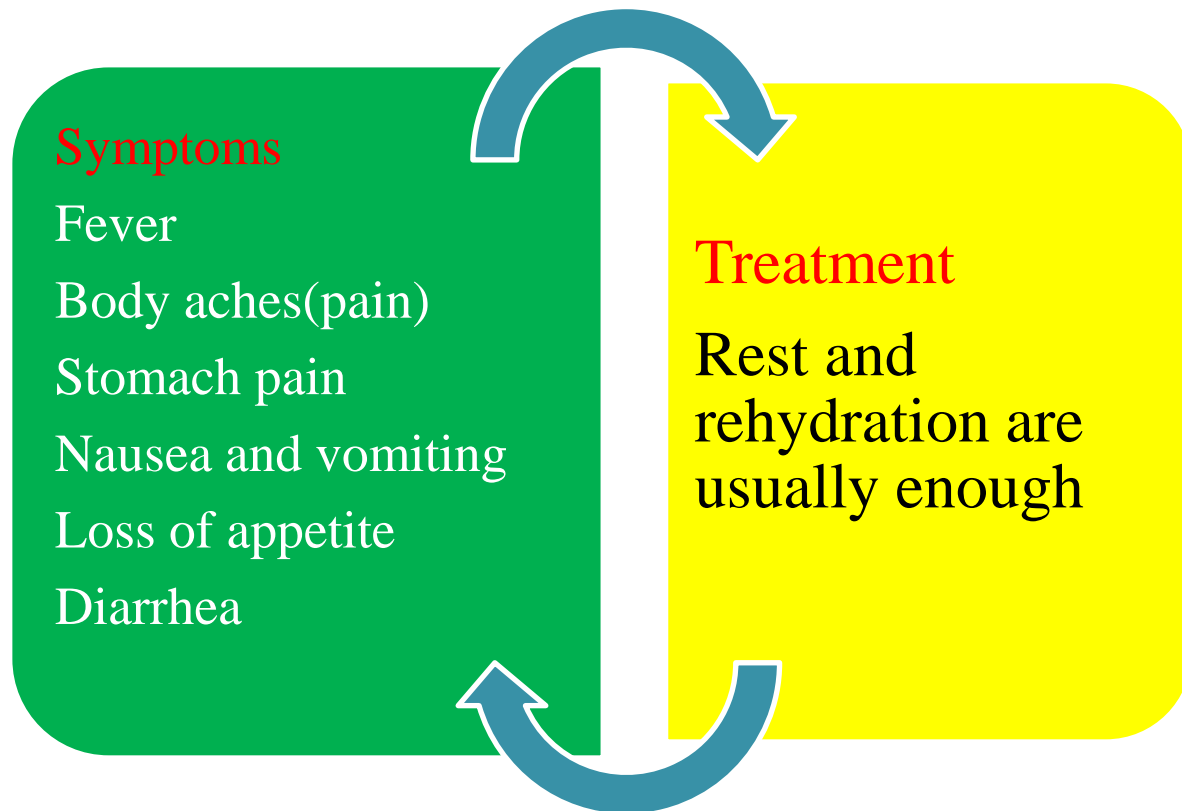 Symptoms
Fever
Body aches(pain)
Stomach pain
Nausea and vomiting
Loss of appetite
Diarrhea
Treatment
Rest and
rehydration are
usually enough